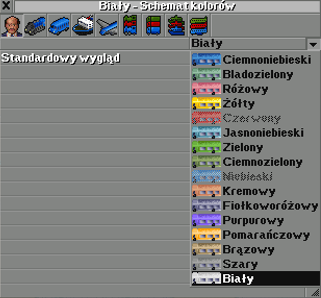 Biały - Schemat kolorów
Biały
Standardowy wygląd
Ciemnoniebieski
Bladozielony
Różowy
Żółty
Czerwony
Jasnoniebieski
Zielony
Ciemnozielony
Niebieski
Kremowy
Fiołkoworóżowy
Purpurowy
Pomarańczowy
Brązowy
Szary
Biały